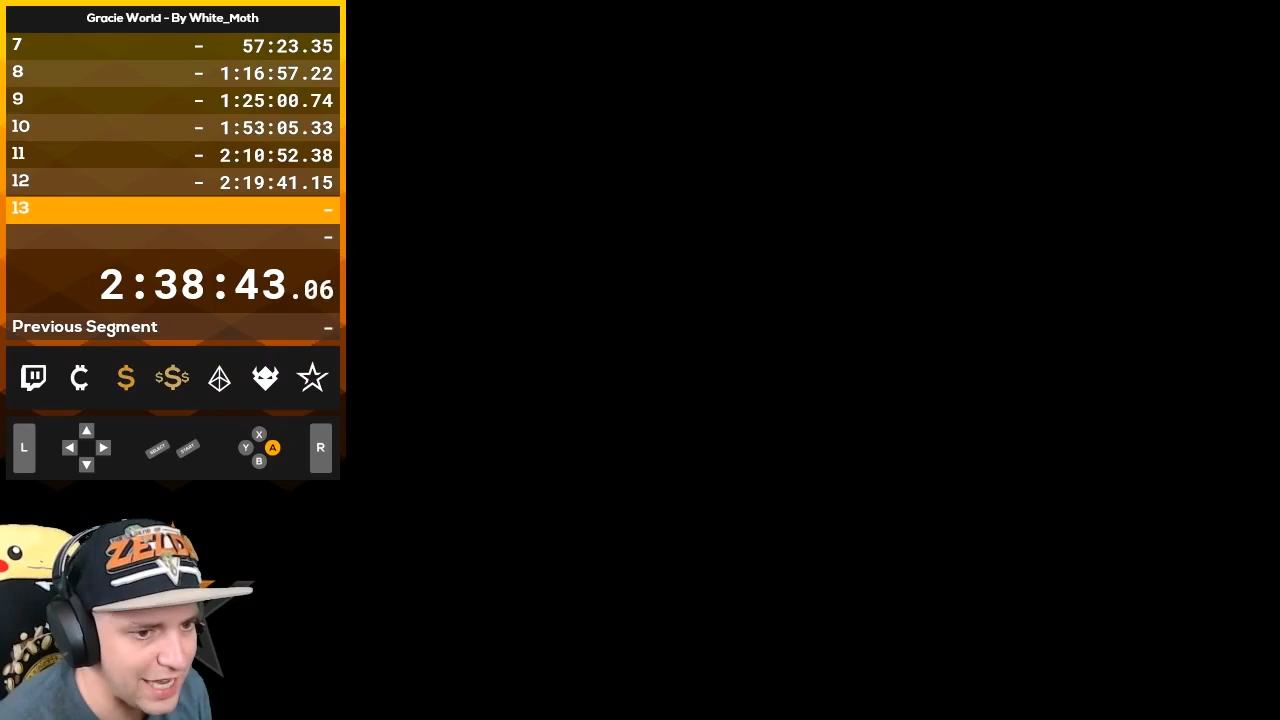 Gracie World - By White_Moth
7 - 57:23.35
8 - 1:16:57.22
9 - 1:25:00.74
10 - 1:53:05.33
11 - 2:10:52.38
12 - 2:19:41.15
13 -
-
2:38:43.06
Previous Segment -
L SELECT START X Y A B R
ZELDA